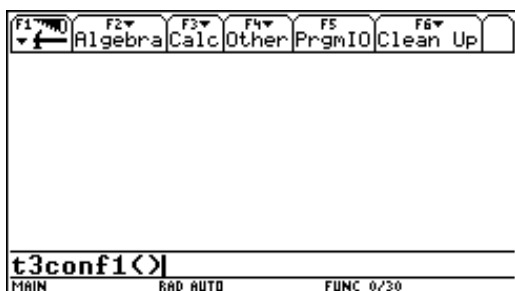 F1 F2 Algebra F3 Calc F4 Other F5 PrgmIO F6 Clean Up
t3conf1()
MAIN RAD AUTO FUNC 0/30